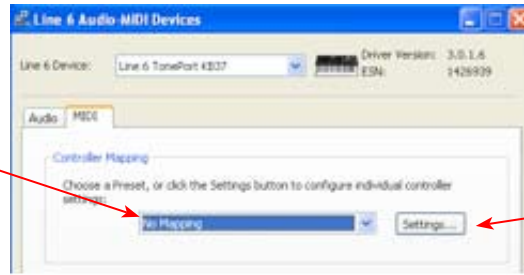 Line 6 Audio-MIDI Devices
Line 6 Device: Line 6 TonePort KB37 Driver Version: 3.0.1.6
ESN: 1426939
Audio MIDI
Controller Mapping
Choose a Preset, or click the Settings button to configure individual controller
settings:
No Mapping Settings...